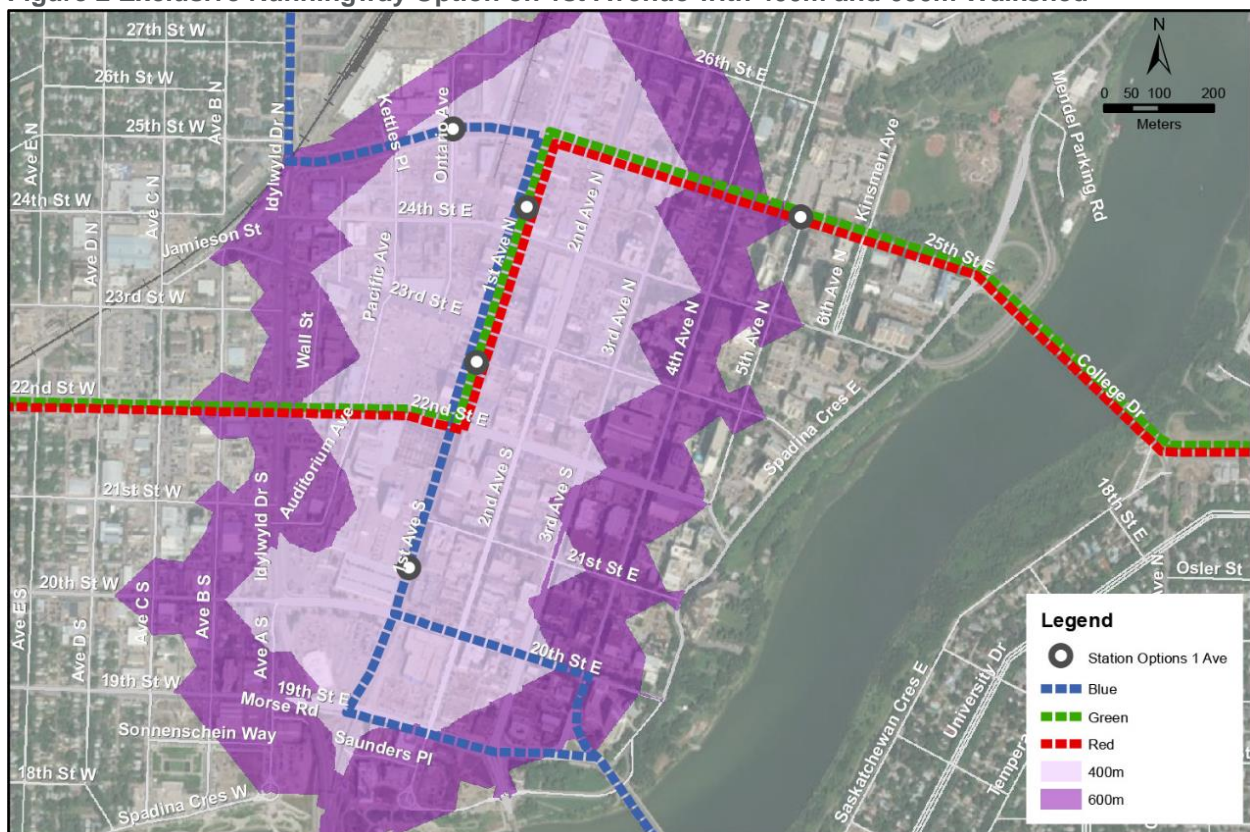 Figure 2 Exclusive Runningway Option on 1st Avenue with 400m and 600m Walkshed
27th St W
26th St W
25th St W
24th St W
Jamieson St
23rd St W
22nd St W
21st St W
20th St W
19th St W
18th St W
Sonnenschein Way
Spadina Cres W
Ave E N
Ave D N
Ave C N
Ave B N
Idylwyld Dr N
Wall St
Pacific Ave
Kettles Pl
Ontario Ave
24th St E
23rd St E
22nd St E
1st Ave N
2nd Ave N
3rd Ave N
4th Ave N
5th Ave N
6th Ave N
Kinsmen Ave
26th St E
25th St E
Mendel Parking Rd
College Dr
Spadina Cres E
Auditorium Ave
Idylwyld Dr S
Ave E S
Ave D S
Ave C S
Ave B S
Ave A S
1st Ave S
2nd Ave S
3rd Ave S
21st St E
20th St E
19th St E
Morse Rd
Saunders Pl
18th St E
Osler St
Ave N
University Dr
Saskatchewan Cres E
N
0 50 100 200
Meters
Legend
Station Options 1 Ave
Blue
Green
Red
400m
600m